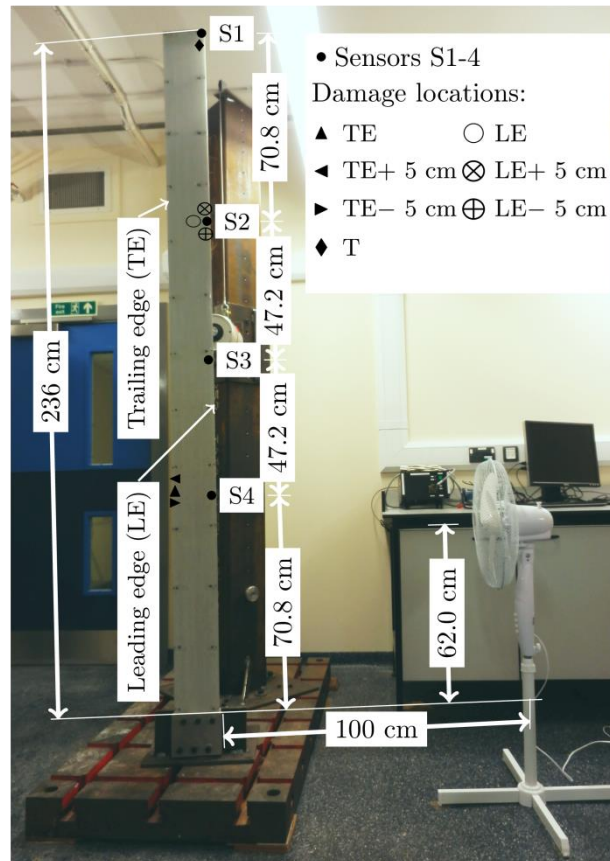 S1
● Sensors S1-4
Damage locations:
▲ TE ○ LE
◄ TE+ 5 cm ⊗ LE+ 5 cm
► TE− 5 cm ⊕ LE− 5 cm
♦ T
70.8 cm
S2
47.2 cm
Trailing edge (TE)
236 cm
S3
47.2 cm
S4
Leading edge (LE)
70.8 cm
62.0 cm
100 cm